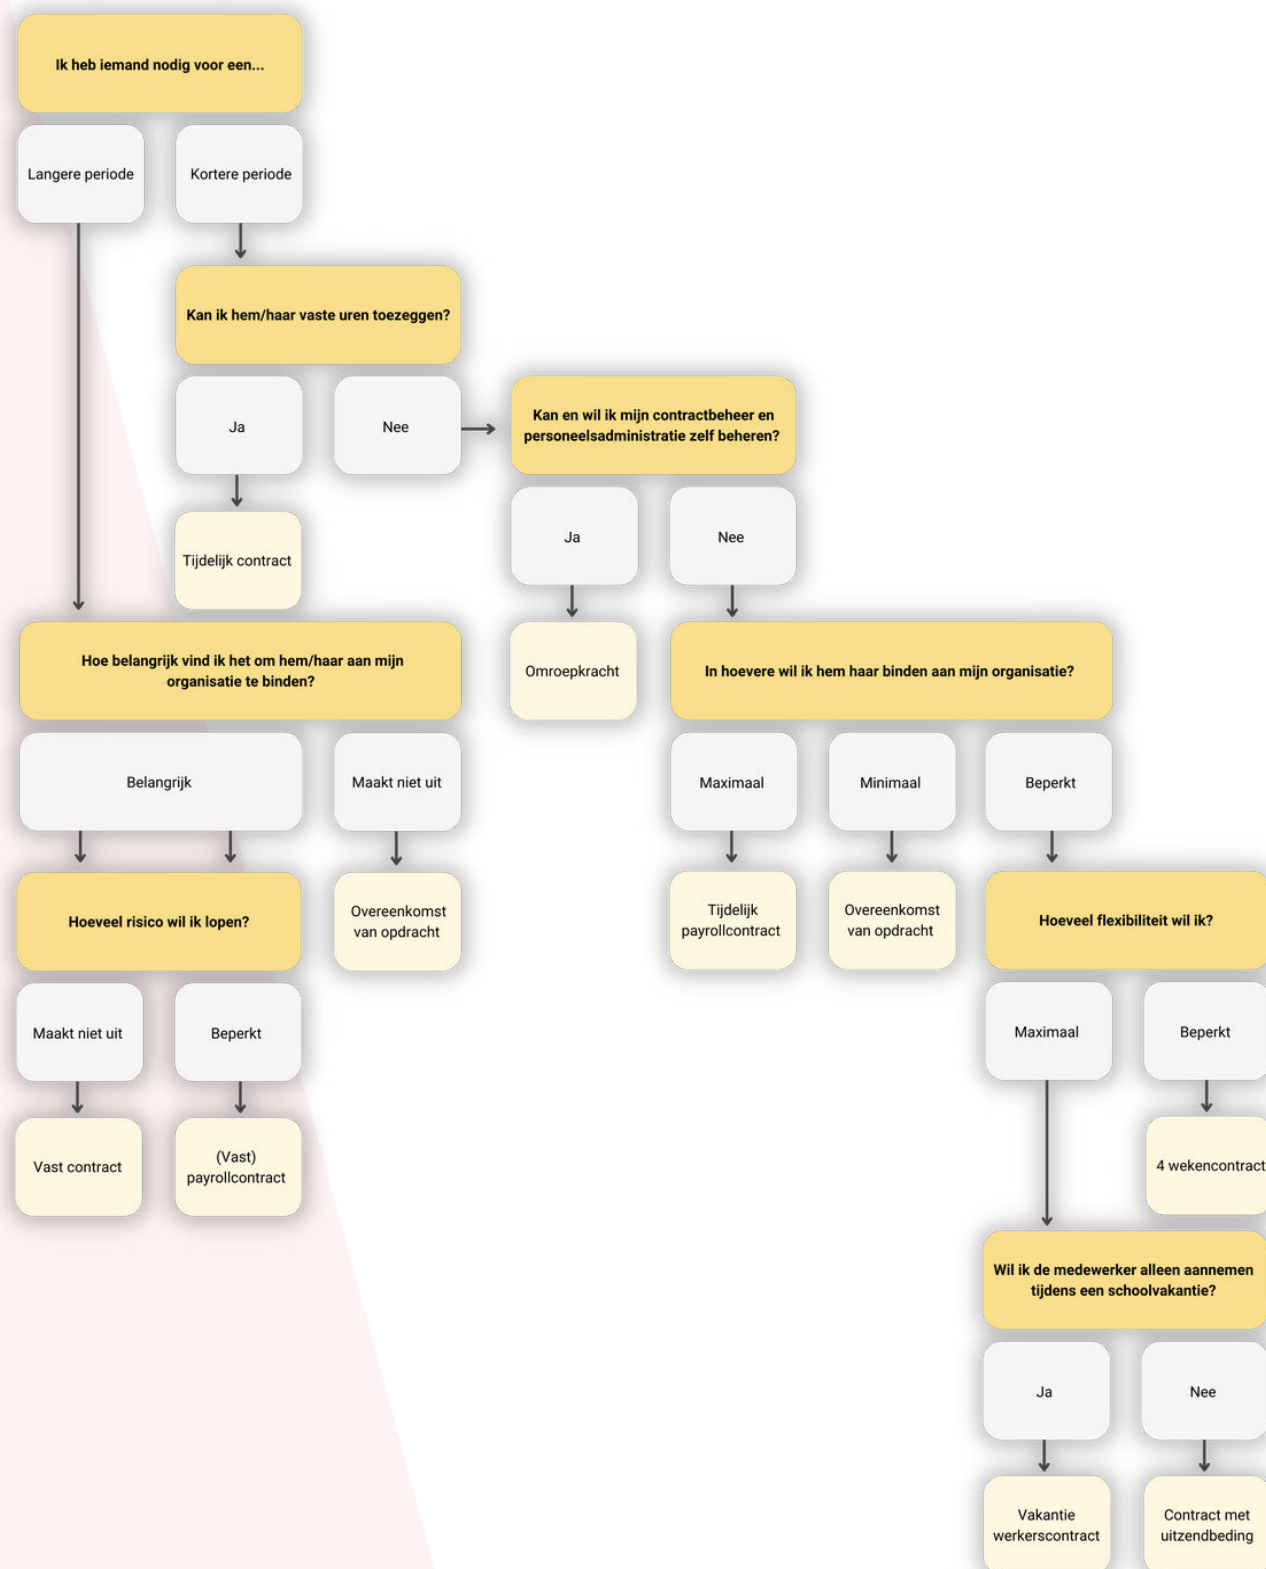 Ik heb iemand nodig voor een...
Langere periode
Kortere periode
Kan ik hem/haar vaste uren toezeggen?
Ja
Nee
Kan en wil ik mijn contractbeheer en
personeelsadministratie zelf beheren?
Tijdelijk contract
Ja
Nee
Hoe belangrijk vind ik het om hem/haar aan mijn
organisatie te binden?
Omroepkracht
In hoevere wil ik hem haar binden aan mijn organisatie?
Belangrijk
Maakt niet uit
Maximaal
Minimaal
Beperkt
Hoeveel risico wil ik lopen?
Overeenkomst
van opdracht
Tijdelijk
payrollcontract
Overeenkomst
van opdracht
Hoeveel flexibiliteit wil ik?
Maakt niet uit
Beperkt
Maximaal
Beperkt
Vast contract
(Vast)
payrollcontract
4 wekencontract
Wil ik de medewerker alleen aannemen
tijdens een schoolvakantie?
Ja
Nee
Vakantie
werkerscontract
Contract met
uitzendbeding